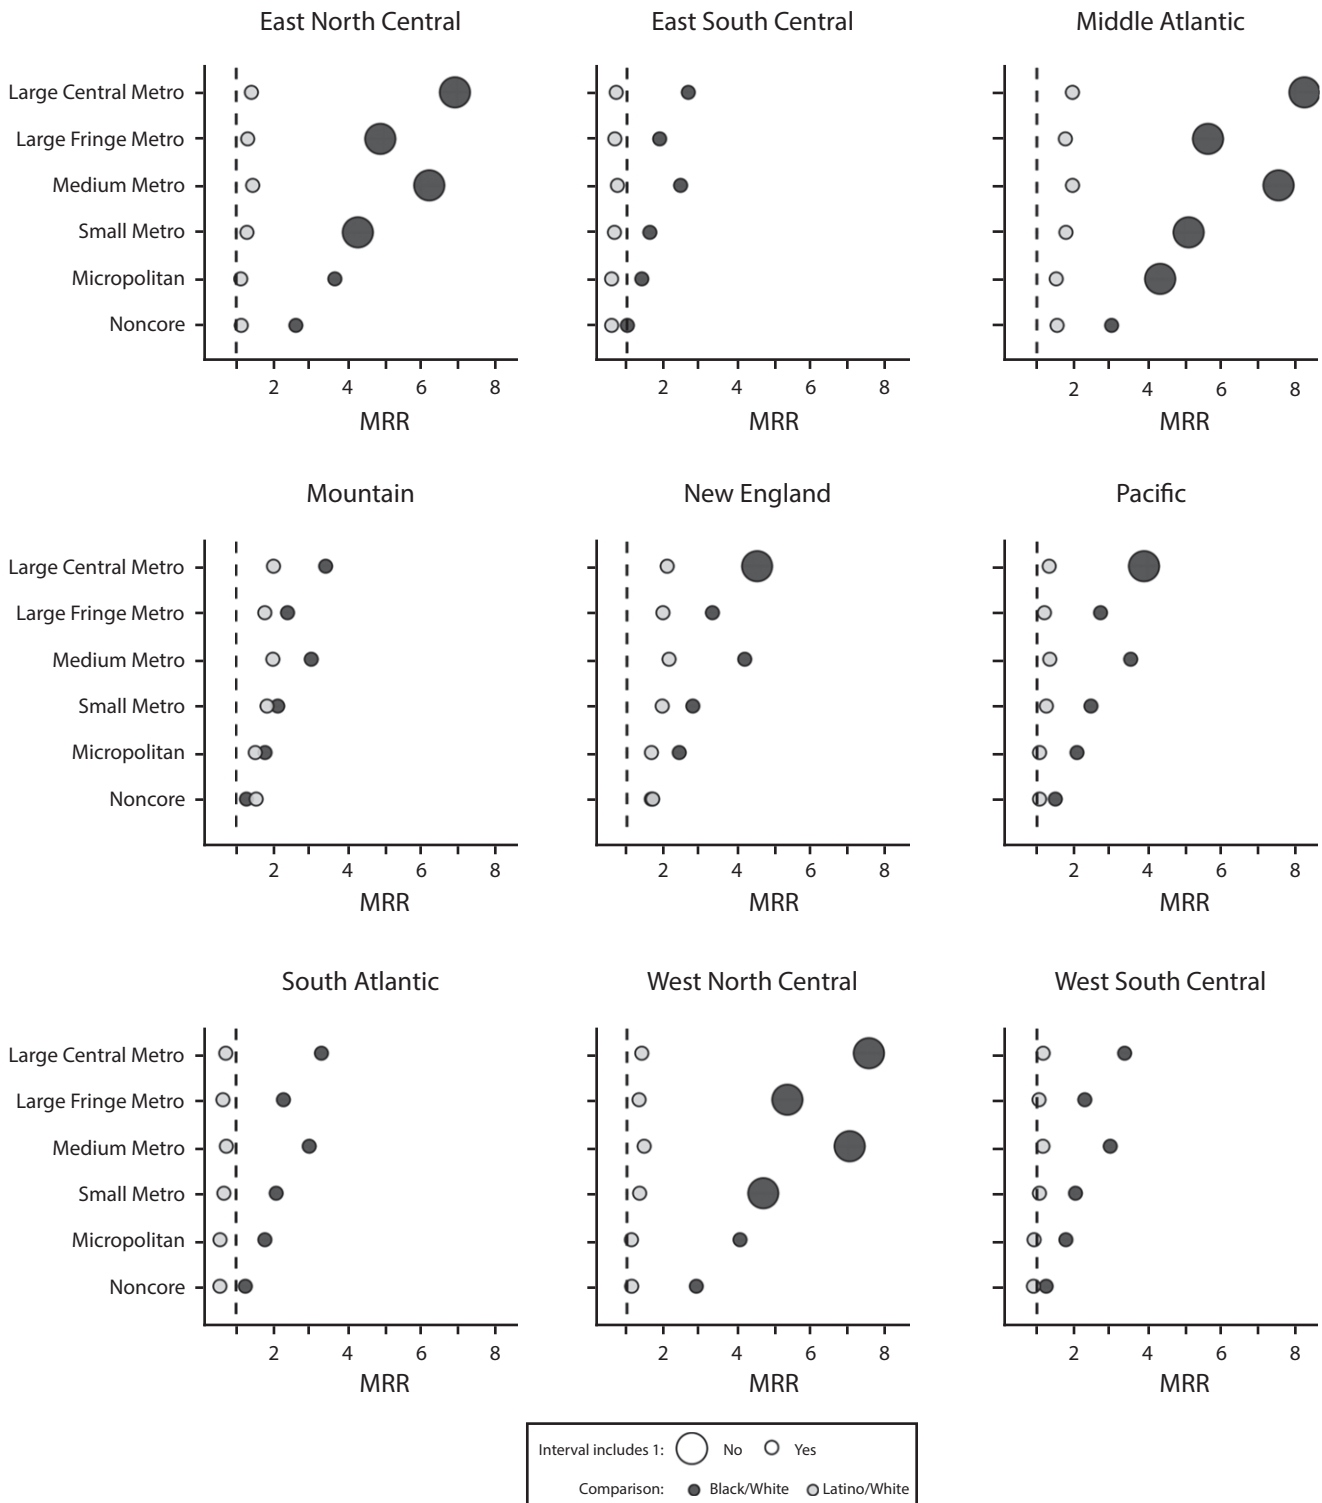 East North Central East South Central Middle Atlantic
Large Central Metro
Large Fringe Metro
Medium Metro
Small Metro
Micropolitan
Noncore
2 4 6 8 2 4 6 8 2 4 6 8
MRR MRR MRR
Mountain New England Pacific
Large Central Metro
Large Fringe Metro
Medium Metro
Small Metro
Micropolitan
Noncore
2 4 6 8 2 4 6 8 2 4 6 8
MRR MRR MRR
South Atlantic West North Central West South Central
Large Central Metro
Large Fringe Metro
Medium Metro
Small Metro
Micropolitan
Noncore
2 4 6 8 2 4 6 8 2 4 6 8
MRR MRR MRR
Interval includes 1: No Yes
Comparison: Black/White Latino/White